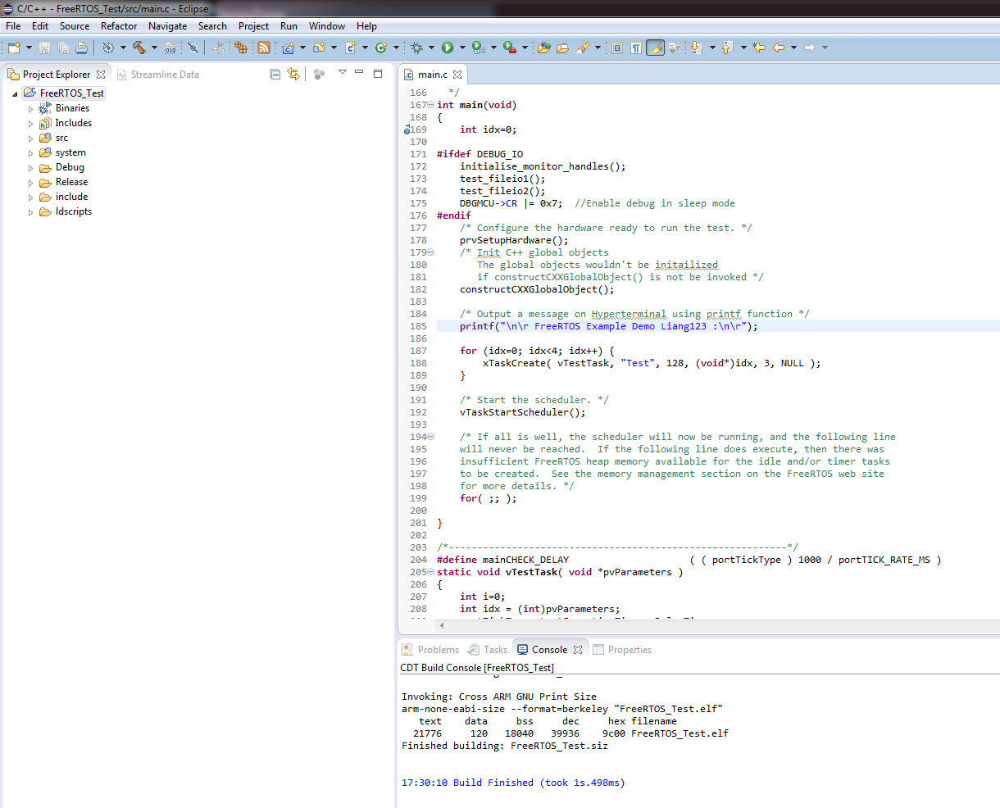 C/C++ - FreeRTOS_Test/src/main.c - Eclipse
File Edit Source Refactor Navigate Search Project Run Window Help
Project Explorer
Streamline Data
FreeRTOS_Test
Binaries
Includes
src
system
Debug
Release
include
ldscripts
main.c
166 */
167 int main(void)
168 {
169 int idx=0;
170
171 #ifdef DEBUG_IO
172 initialise_monitor_handles();
173 test_fileio1();
174 test_fileio2();
175 DBGMCU->CR |= 0x7; //Enable debug in sleep mode
176 #endif
177 /* Configure the hardware ready to run the test. */
178 prvSetupHardware();
179 /* Init C++ global objects
180 The global objects wouldn't be initailized
181 if constructCXXGlobalObject() is not be invoked */
182 constructCXXGlobalObject();
183
184 /* Output a message on Hyperterminal using printf function */
185 printf("\n\r FreeRTOS Example Demo Liang123 :\n\r");
186
187 for (idx=0; idx<4; idx++) {
188 xTaskCreate( vTestTask, "Test", 128, (void*)idx, 3, NULL );
189 }
190
191 /* Start the scheduler. */
192 vTaskStartScheduler();
193
194 /* If all is well, the scheduler will now be running, and the following line
195 will never be reached. If the following line does execute, then there was
196 insufficient FreeRTOS heap memory available for the idle and/or timer tasks
197 to be created. See the memory management section on the FreeRTOS web site
198 for more details. */
199 for( ;; );
200
201 }
202
203 /*-----------------------------------------------------------*/
204 #define mainCHECK_DELAY ( ( portTickType ) 1000 / portTICK_RATE_MS )
205 static void vTestTask( void *pvParameters )
206 {
207 int i=0;
208 int idx = (int)pvParameters;
Problems Tasks Console Properties
CDT Build Console [FreeRTOS_Test]
Invoking: Cross ARM GNU Print Size
arm-none-eabi-size --format=berkeley "FreeRTOS_Test.elf"
text data bss dec hex filename
21776 120 18040 39936 9c00 FreeRTOS_Test.elf
Finished building: FreeRTOS_Test.siz
17:30:10 Build Finished (took 1s.498ms)